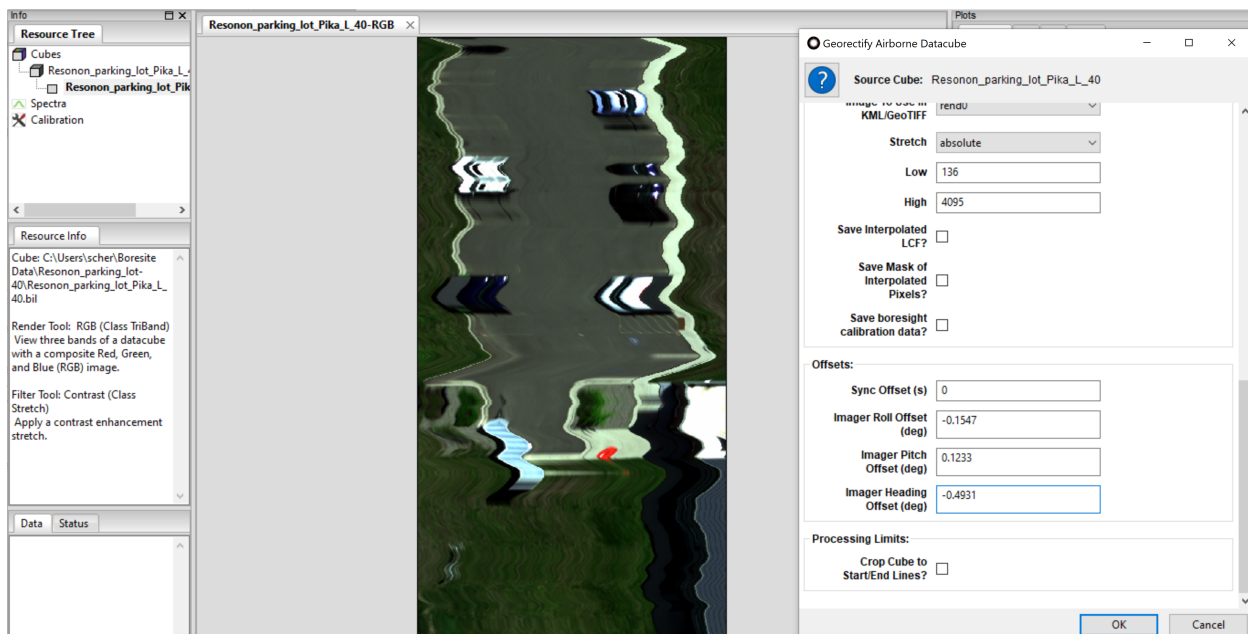 Info
Resource Tree
Cubes
Resonon_parking_lot_Pika_L_
Resonon_parking_lot_Pik
Spectra
Calibration
Resource Info
Cube: C:\Users\scher\Boresite
Data\Resonon_parking_lot-
40\Resonon_parking_lot_Pika_L_
40.bil
Render Tool: RGB (Class TriBand)
View three bands of a datacube
with a composite Red, Green,
and Blue (RGB) image.
Filter Tool: Contrast (Class
Stretch)
Apply a contrast enhancement
stretch.
Data Status
Resonon_parking_lot_Pika_L_40-RGB
Plots
Georectify Airborne Datacube
Source Cube: Resonon_parking_lot_Pika_L_40
Image To Use in
KML/GeoTIFF
rend0
Stretch absolute
Low 136
High 4095
Save Interpolated
LCF?
Save Mask of
Interpolated
Pixels?
Save boresight
calibration data?
Offsets:
Sync Offset (s) 0
Imager Roll Offset
(deg)
-0.1547
Imager Pitch
Offset (deg)
0.1233
Imager Heading
Offset (deg)
-0.4931
Processing Limits:
Crop Cube to
Start/End Lines?
OK Cancel